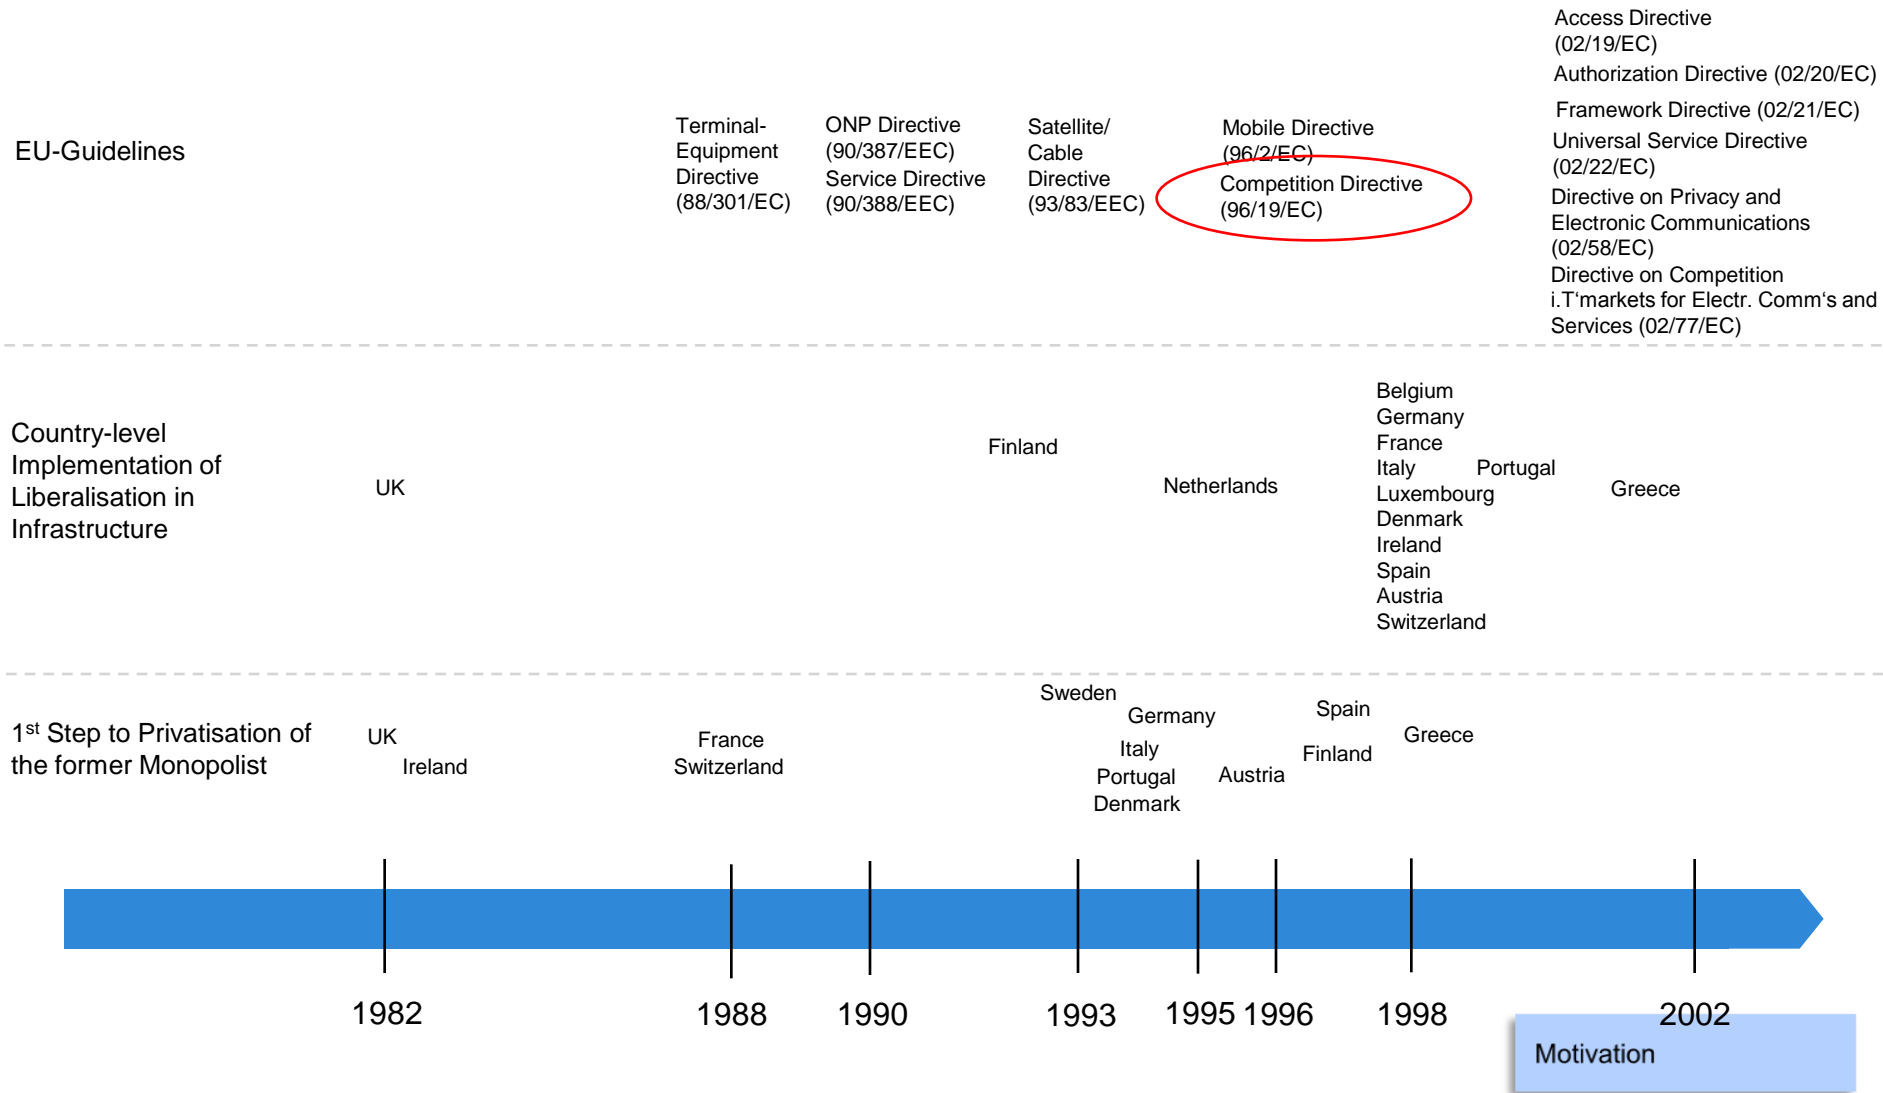 EU-Guidelines
Terminal-
Equipment
Directive
(88/301/EC)
ONP Directive
(90/387/EEC)
Service Directive
(90/388/EEC)
Satellite/
Cable
Directive
(93/83/EEC)
Mobile Directive
(96/2/EC)
Competition Directive
(96/19/EC)
Access Directive
(02/19/EC)
Authorization Directive (02/20/EC)
Framework Directive (02/21/EC)
Universal Service Directive
(02/22/EC)
Directive on Privacy and
Electronic Communications
(02/58/EC)
Directive on Competition
i.T‘markets for Electr. Comm‘s and
Services (02/77/EC)
Country-level
Implementation of
Liberalisation in
Infrastructure
UK
Finland
Netherlands
Belgium
Germany
France
Italy
Luxembourg
Denmark
Ireland
Spain
Austria
Switzerland
Portugal
Greece
1st Step to Privatisation of
the former Monopolist
UK
Ireland
France
Switzerland
Sweden
Germany
Italy
Portugal
Denmark
Austria
Spain
Finland
Greece
1982
1988
1990
1993
1995
1996
1998
2002
Motivation